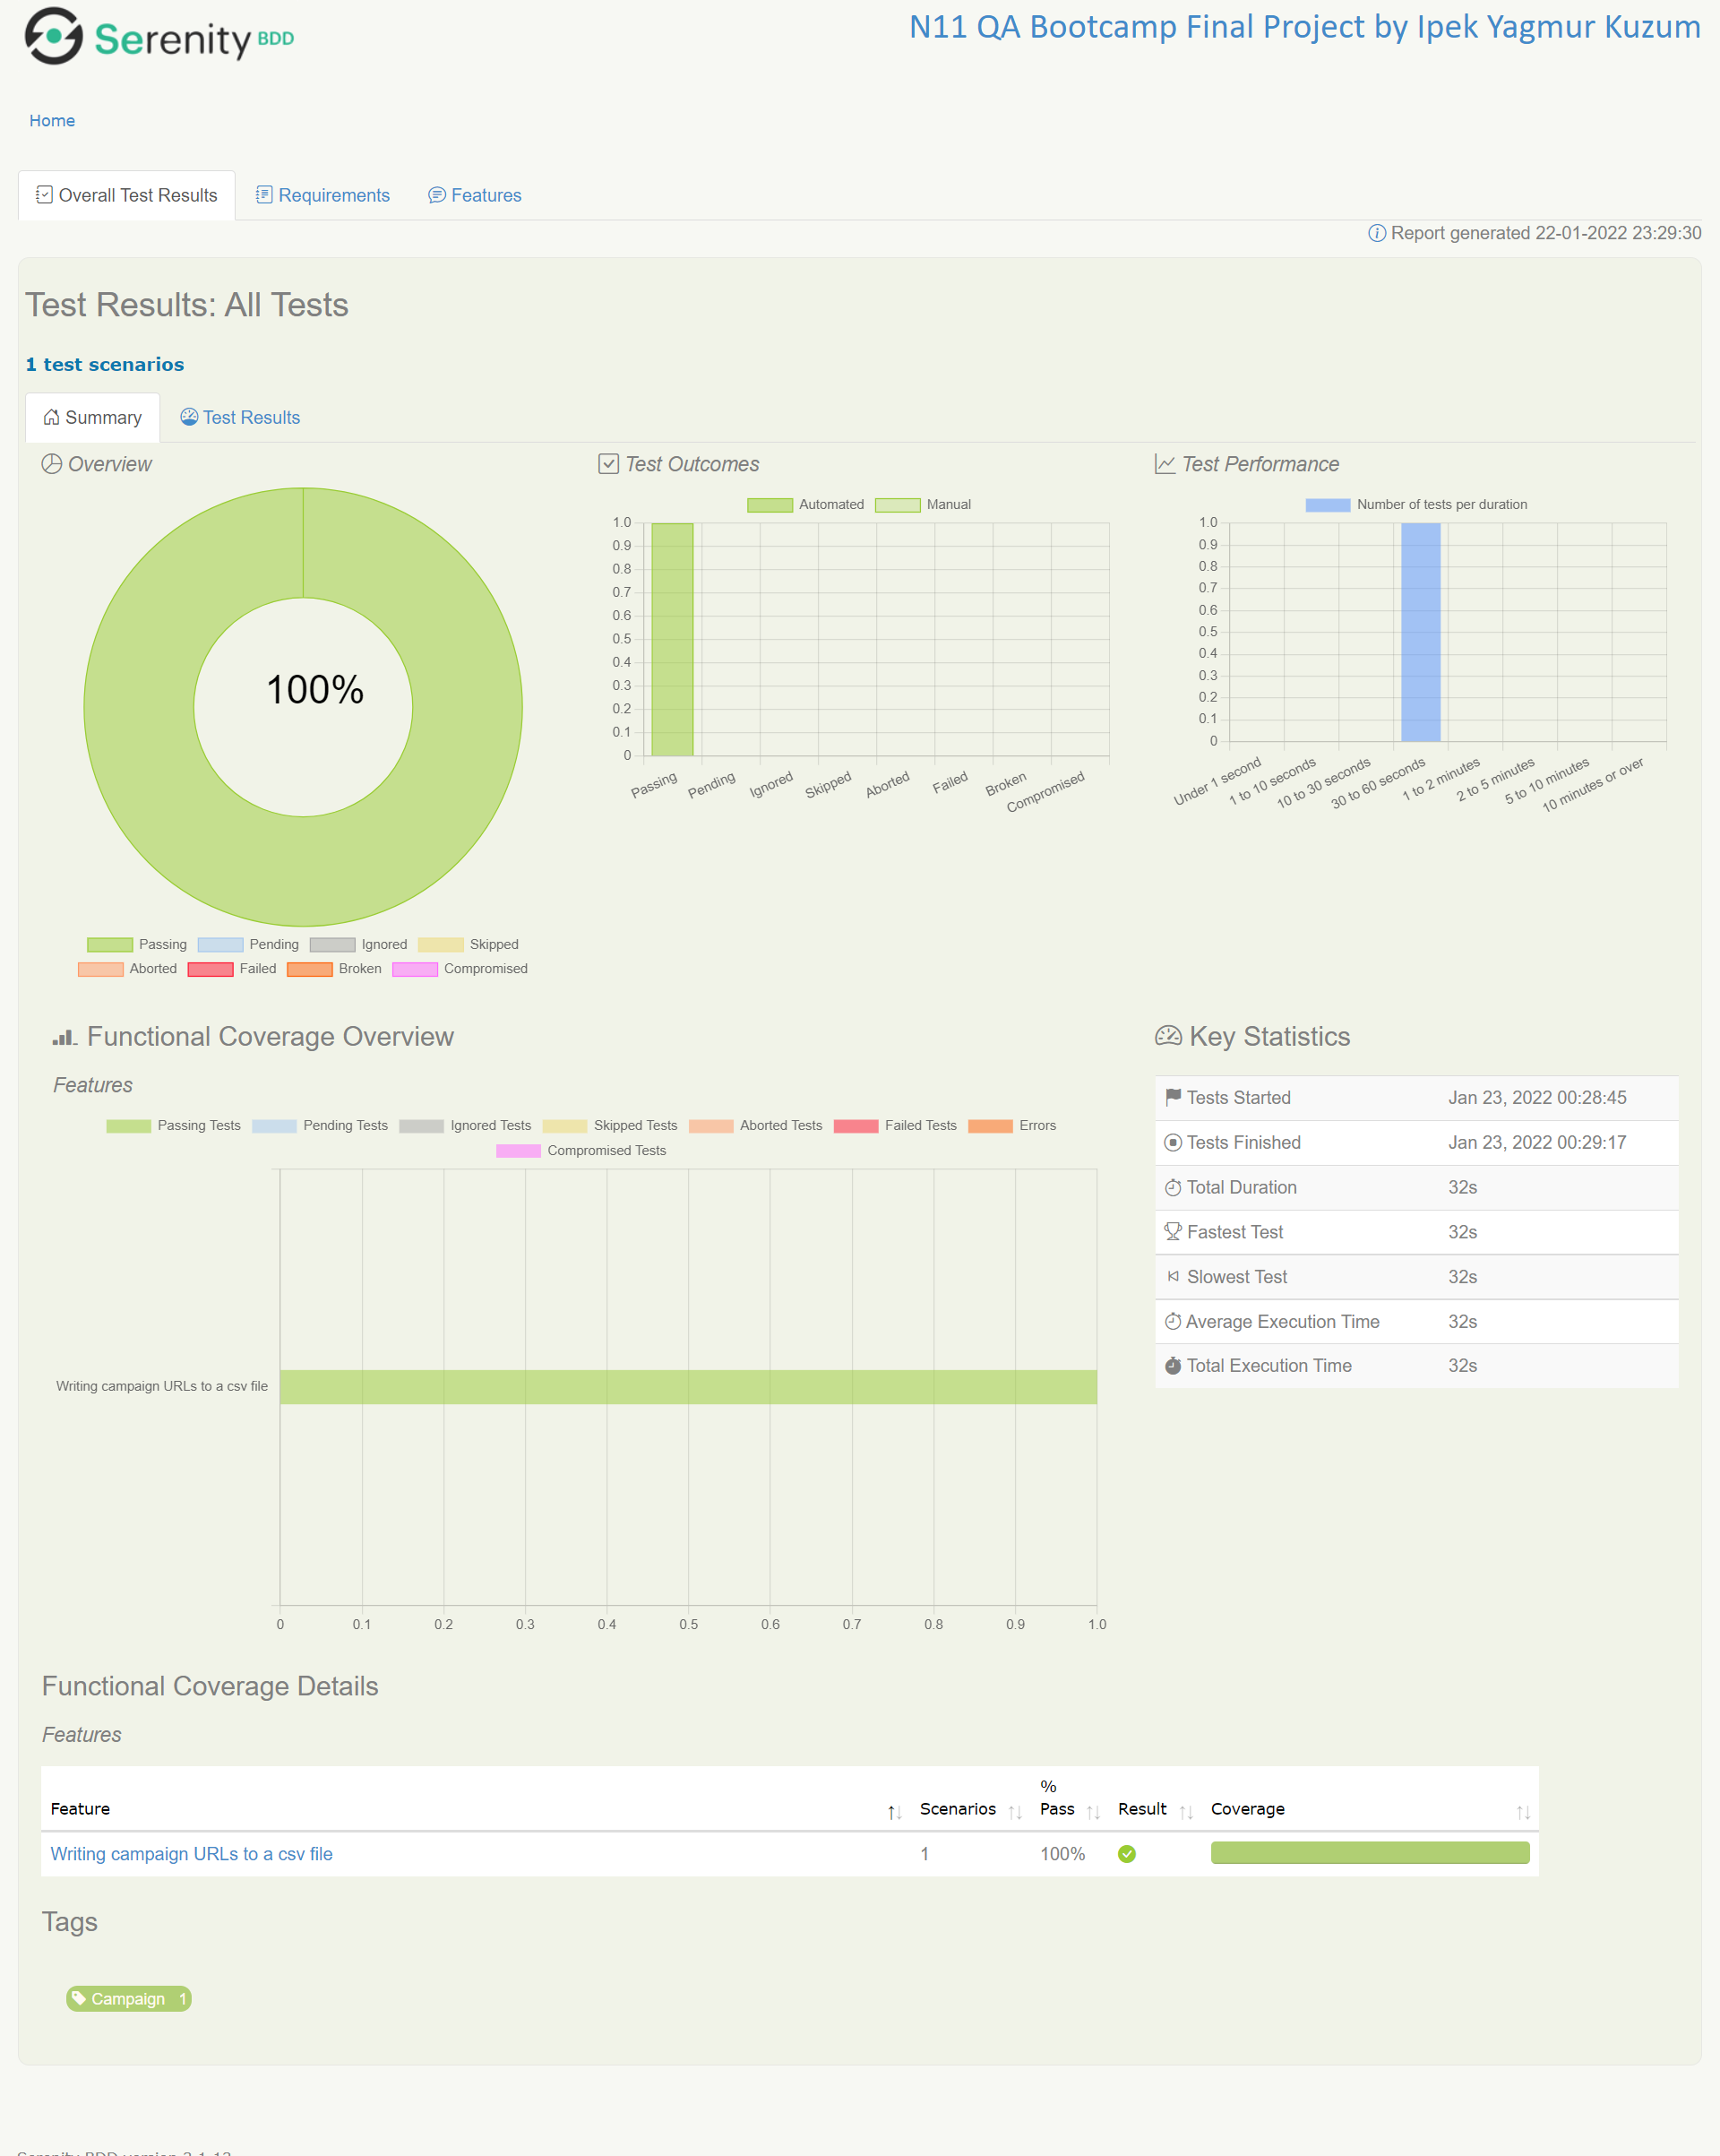 Serenity BDD
N11 QA Bootcamp Final Project by Ipek Yagmur Kuzum
Home
Overall Test Results Requirements Features
Report generated 22-01-2022 23:29:30
Test Results: All Tests
1 test scenarios
Summary Test Results
Overview
100%
Passing Pending Ignored Skipped
Aborted Failed Broken Compromised
Test Outcomes
Automated Manual
1.0
0.9
0.8
0.7
0.6
0.5
0.4
0.3
0.2
0.1
0
Passing Pending Ignored Skipped Aborted Failed Broken Compromised
Test Performance
Number of tests per duration
1.0
0.9
0.8
0.7
0.6
0.5
0.4
0.3
0.2
0.1
0
Under 1 second 1 to 10 seconds 10 to 30 seconds 30 to 60 seconds 1 to 2 minutes 2 to 5 minutes 5 to 10 minutes 10 minutes or over
Functional Coverage Overview
Features
Passing Tests Pending Tests Ignored Tests Skipped Tests Aborted Tests Failed Tests Errors
Compromised Tests
Writing campaign URLs to a csv file
0 0.1 0.2 0.3 0.4 0.5 0.6 0.7 0.8 0.9 1.0
Key Statistics
Tests Started Jan 23, 2022 00:28:45
Tests Finished Jan 23, 2022 00:29:17
Total Duration 32s
Fastest Test 32s
Slowest Test 32s
Average Execution Time 32s
Total Execution Time 32s
Functional Coverage Details
Features
Feature Scenarios % Pass Result Coverage
Writing campaign URLs to a csv file 1 100%
Tags
Campaign 1